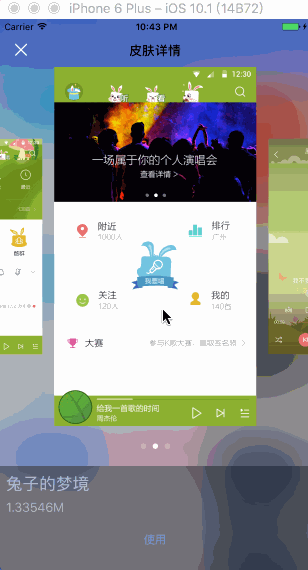 iPhone 6 Plus – iOS 10.1 (14B72)
Carrier 10:43 PM
皮肤详情
12:30
一场属于你的个人演唱会
查看详情 >
附近
1000人
排行
广东
我要唱
关注
120人
我的
140首
大赛
参与K歌大赛，赢取签名照
给我一首歌的时间
周杰伦
兔子的梦境
1.33546M
使用